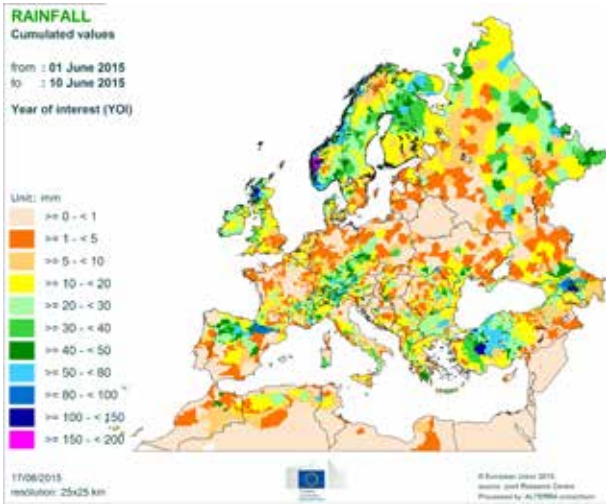 RAINFALL
Cumulated values
from : 01 June 2015
to : 10 June 2015
Year of interest (YOI)
Unit: mm
>= 0 - < 1
>= 1 - < 5
>= 5 - < 10
>= 10 - < 20
>= 20 - < 30
>= 30 - < 40
>= 40 - < 50
>= 50 - < 80
>= 80 - < 100
>= 100 - < 150
>= 150 - < 200
17/06/2015
resolution: 25x25 km
© European Union 2015
source: Joint Research Centre
Processed by ALTERRA consortium